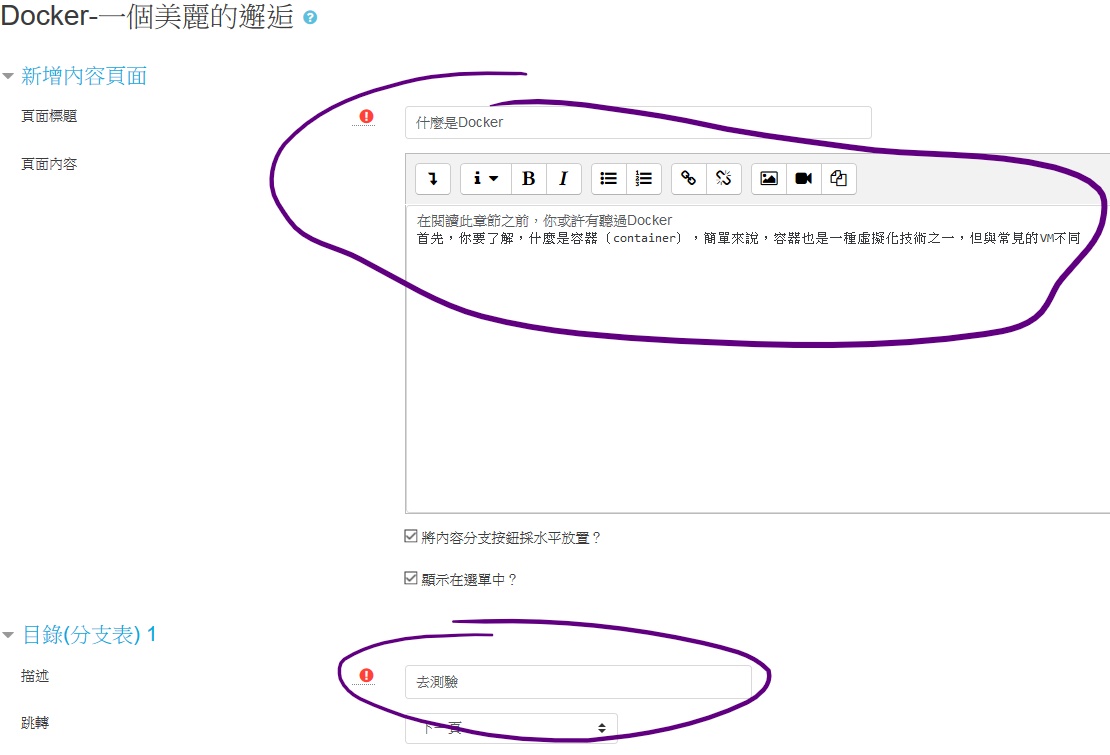 Docker-一個美麗的邂逅
新增內容頁面
頁面標題
什麼是Docker
頁面內容
i B I
在閱讀此章節之前，你或許有聽過Docker
首先，你要了解，什麼是容器（container），簡單來說，容器也是一種虛擬化技術之一，但與常見的VM不同
將內容分支按鈕採水平放置？
顯示在選單中？
目錄(分支表) 1
描述
去測驗
跳轉
下一頁